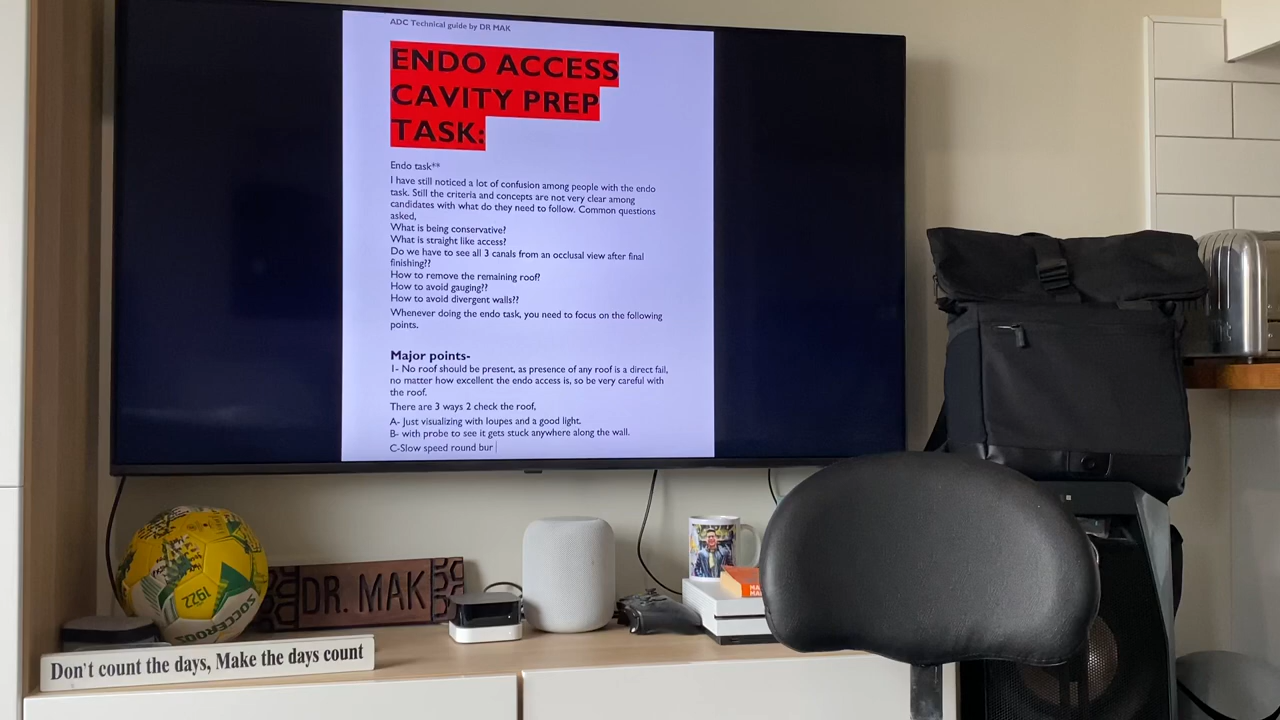 ADC Technical guide by DR MAK
ENDO ACCESS
CAVITY PREP
TASK:
Endo task**
I have still noticed a lot of confusion among people with the endo
task. Still the criteria and concepts are not very clear among
candidates with what do they need to follow. Common questions
asked,
What is being conservative?
What is straight like access?
Do we have to see all 3 canals from an occlusal view after final
finishing??
How to remove the remaining roof?
How to avoid gauging??
How to avoid divergent walls??
Whenever doing the endo task, you need to focus on the following
points.
Major points-
1- No roof should be present, as presence of any roof is a direct fail,
no matter how excellent the endo access is, so be very careful with
the roof.
There are 3 ways 2 check the roof,
A- Just visualizing with loupes and a good light.
B- with probe to see it gets stuck anywhere along the wall.
C-Slow speed round bur
1922
SOCCEROOS
DR. MAK
Don't count the days, Make the days count